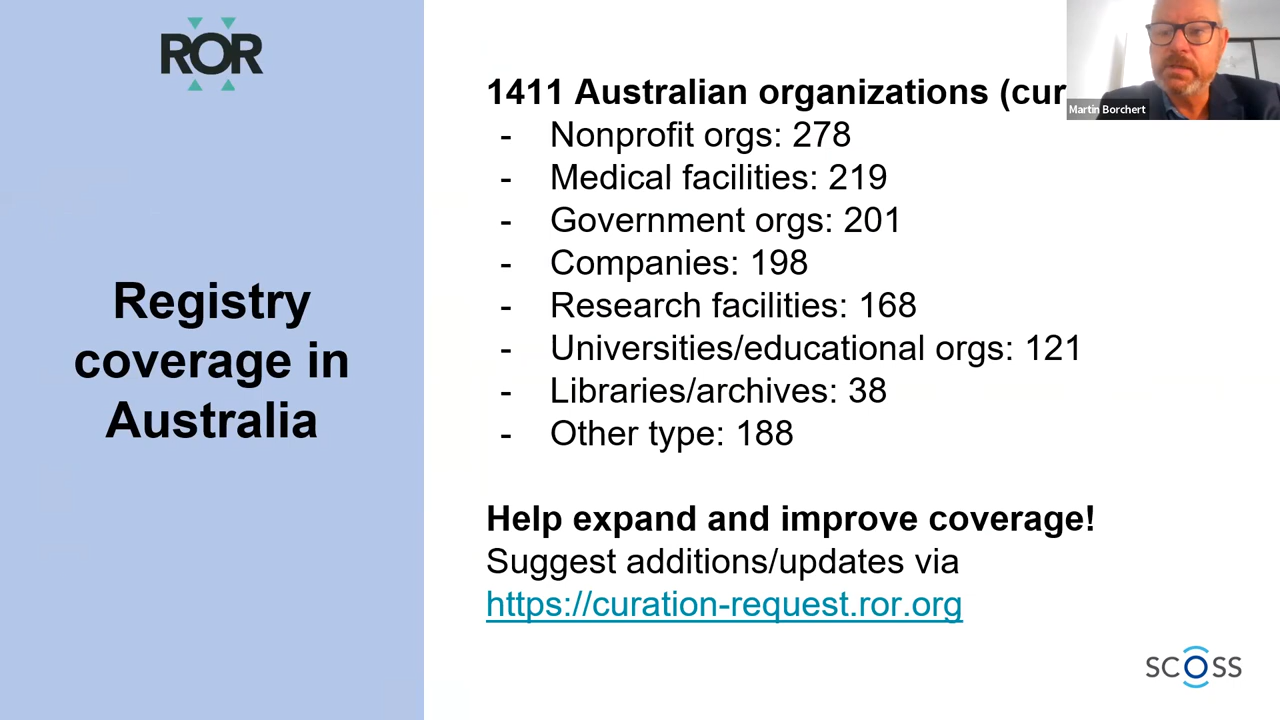 ROR
Registry
coverage in
Australia
1411 Australian organizations (cur
- Nonprofit orgs: 278
- Medical facilities: 219
- Government orgs: 201
- Companies: 198
- Research facilities: 168
- Universities/educational orgs: 121
- Libraries/archives: 38
- Other type: 188
Help expand and improve coverage!
Suggest additions/updates via
https://curation-request.ror.org
Martin Borchert
SCOSS